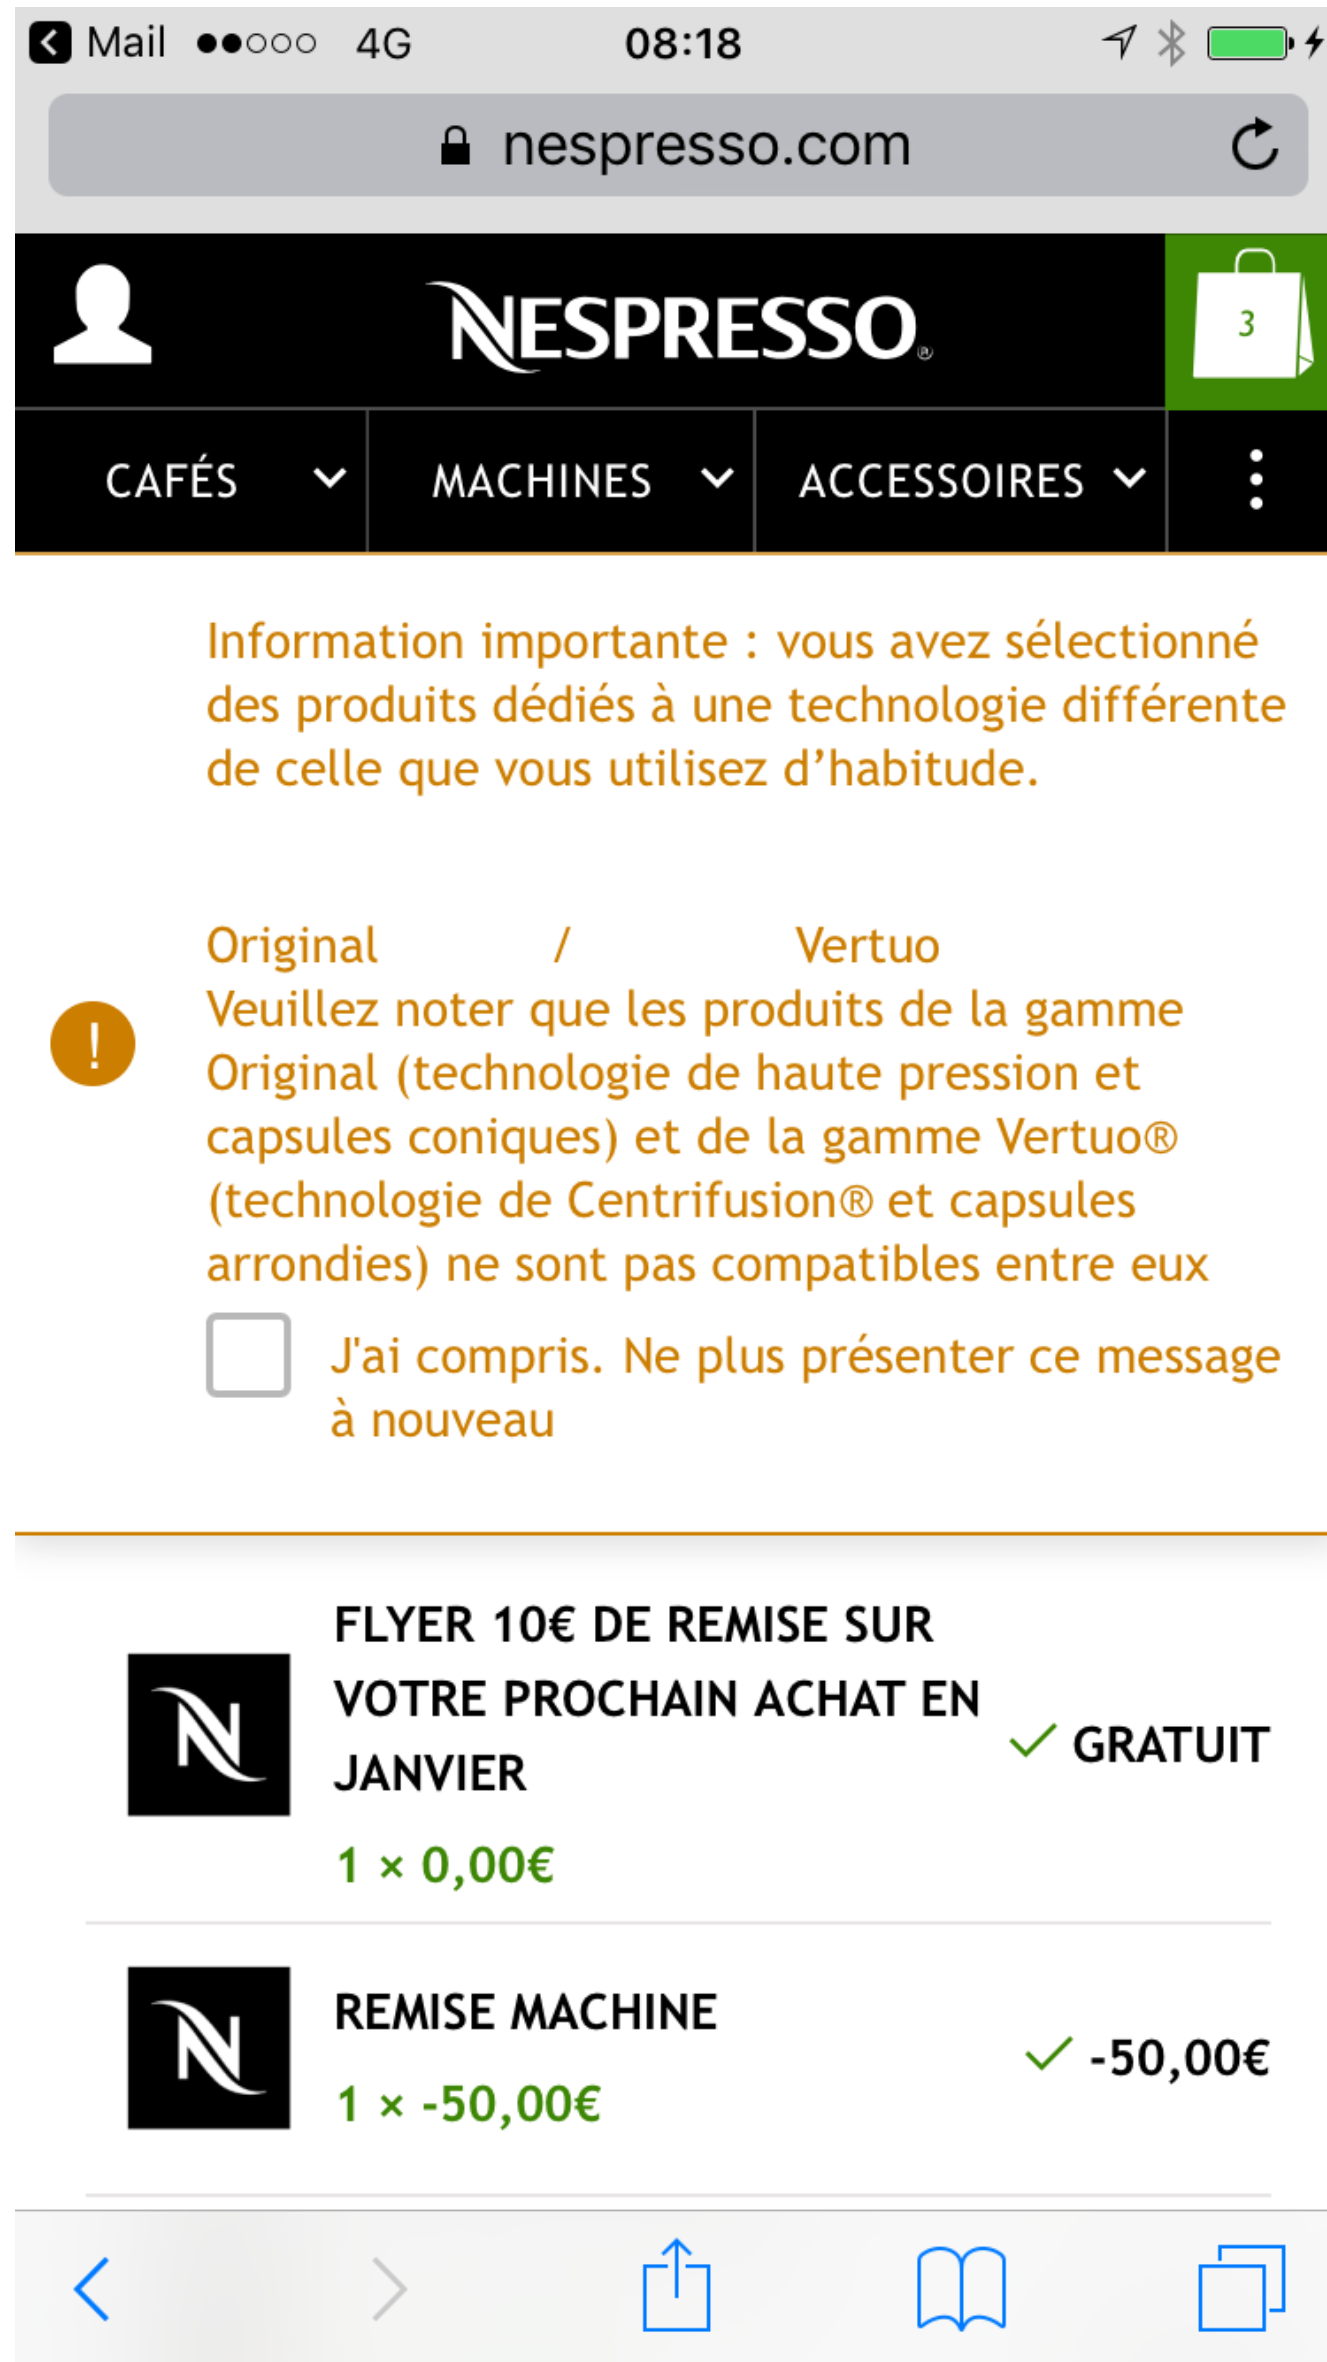 Mail 4G 08:18
nespresso.com
NESPRESSO®
3
CAFÉS MACHINES ACCESSOIRES
Information importante : vous avez sélectionné
des produits dédiés à une technologie différente
de celle que vous utilisez d’habitude.
Original / Vertuo
Veuillez noter que les produits de la gamme
Original (technologie de haute pression et
capsules coniques) et de la gamme Vertuo®
(technologie de Centrifusion® et capsules
arrondies) ne sont pas compatibles entre eux
J'ai compris. Ne plus présenter ce message
à nouveau
FLYER 10€ DE REMISE SUR
VOTRE PROCHAIN ACHAT EN
JANVIER
GRATUIT
1 × 0,00€
REMISE MACHINE
-50,00€
1 × -50,00€